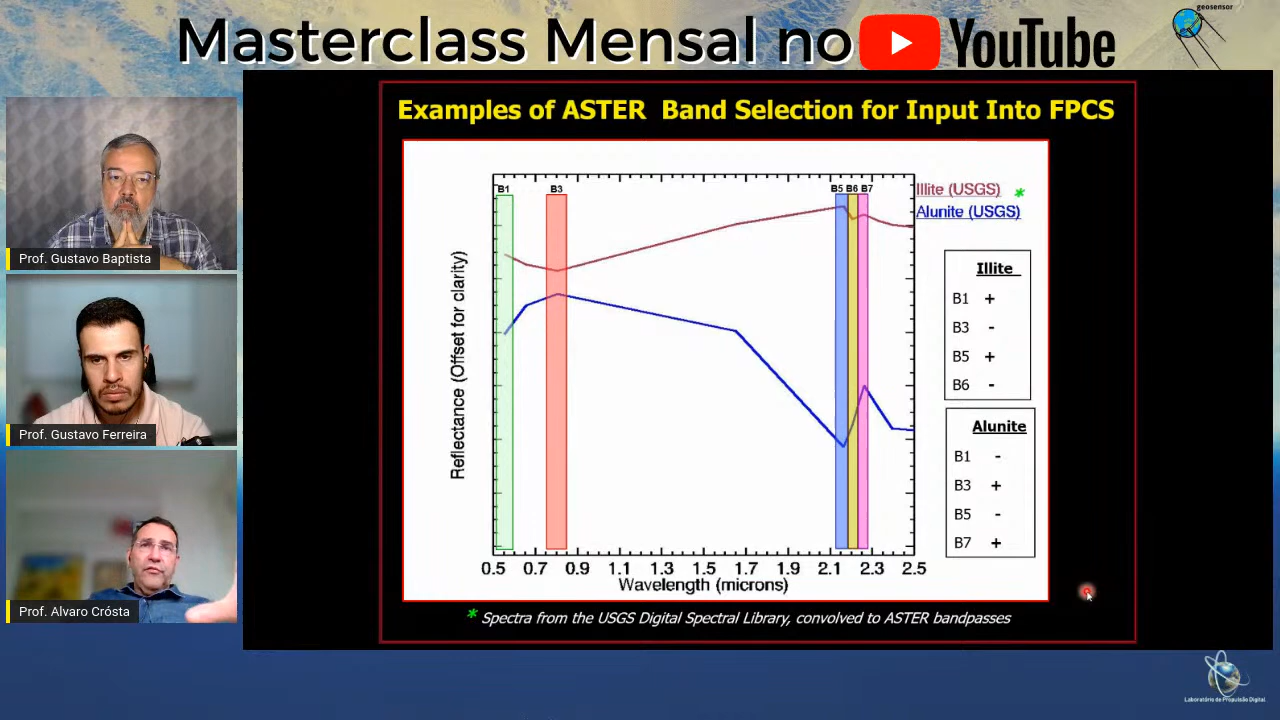 Masterclass Mensal no YouTube
geosensor
Prof. Gustavo Baptista
Prof. Gustavo Ferreira
Prof. Alvaro Crósta
Examples of ASTER Band Selection for Input Into FPCS
B1 B3 B5 B6 B7
Illite (USGS) *
Alunite (USGS)
Reflectance (Offset for clarity)
Illite
B1 +
B3 -
B5 +
B6 -
Alunite
B1 -
B3 +
B5 -
B7 +
0.5 0.7 0.9 1.1 1.3 1.5 1.7 1.9 2.1 2.3 2.5
Wavelength (microns)
* Spectra from the USGS Digital Spectral Library, convolved to ASTER bandpasses
Laboratório de Propulsão Digital